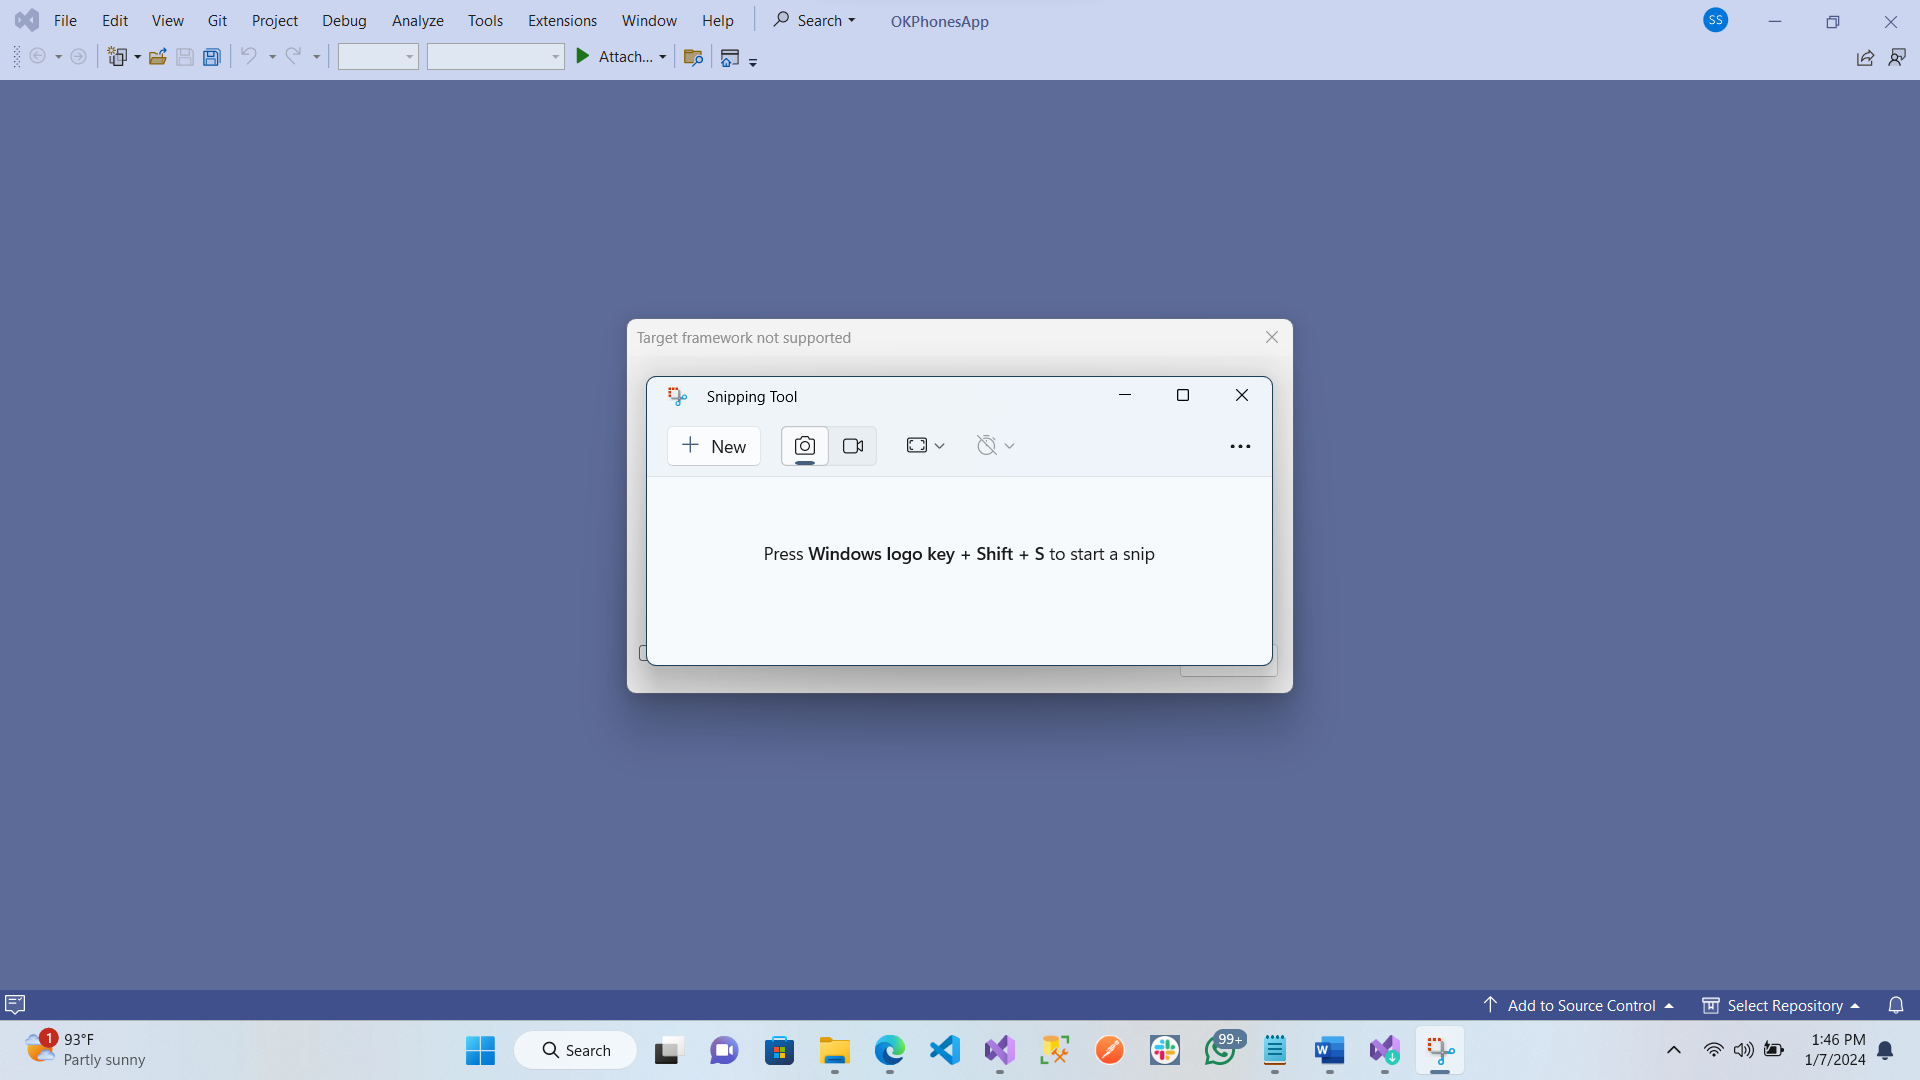 File Edit View Git Project Debug Analyze Tools Extensions Window Help Search OKPhonesApp SS
Attach...
Target framework not supported
Snipping Tool
New
Press Windows logo key + Shift + S to start a snip
Add to Source Control Select Repository
1 93°F
Partly sunny
Search
99+
W
1:46 PM
1/7/2024